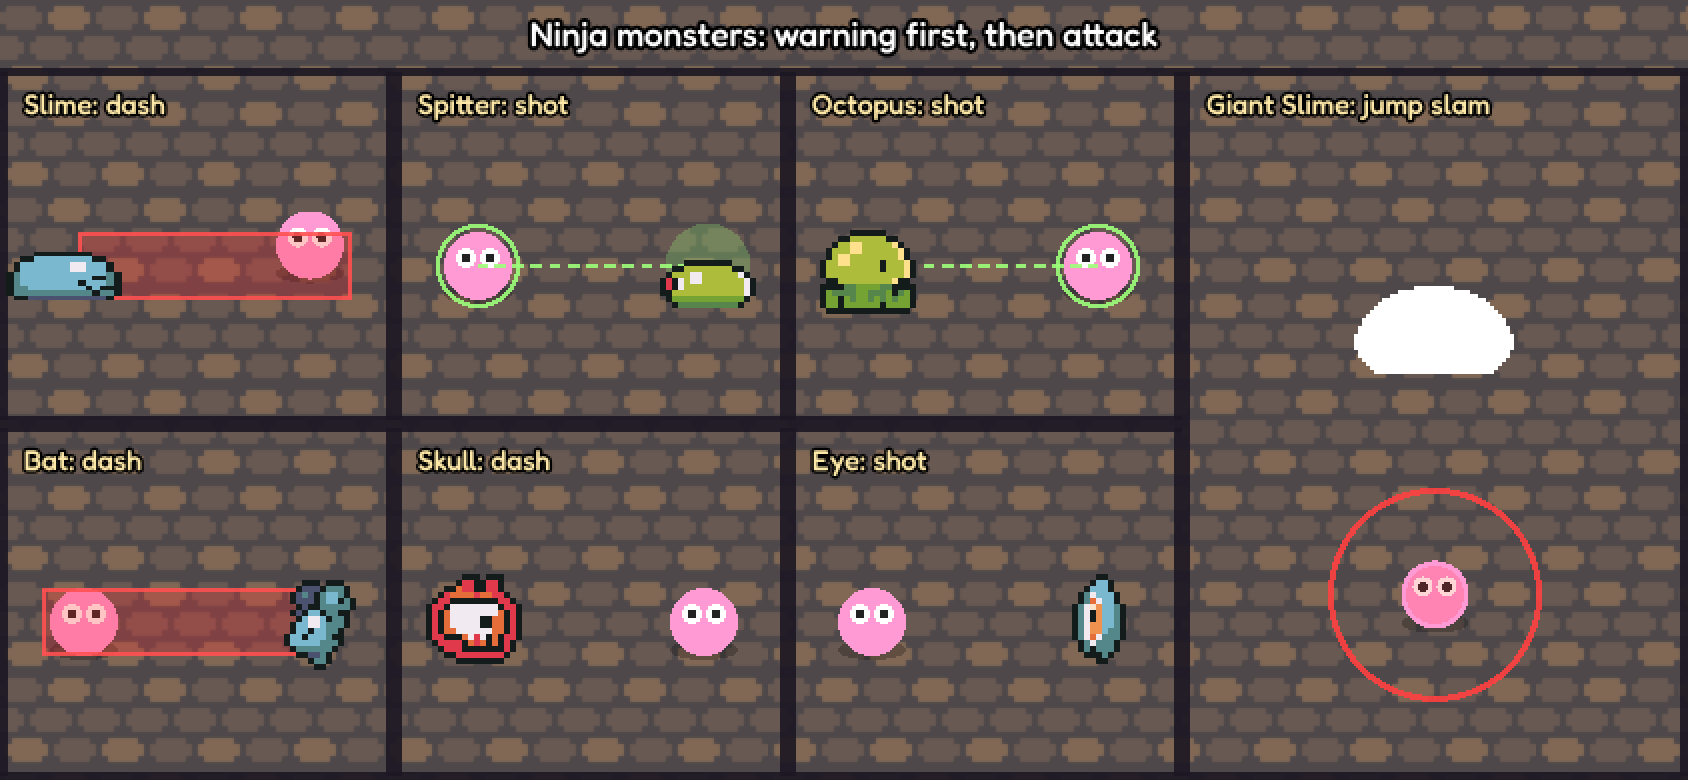 Ninja monsters: warning first, then attack
Slime: dash
Spitter: shot
Octopus: shot
Giant Slime: jump slam
Bat: dash
Skull: dash
Eye: shot